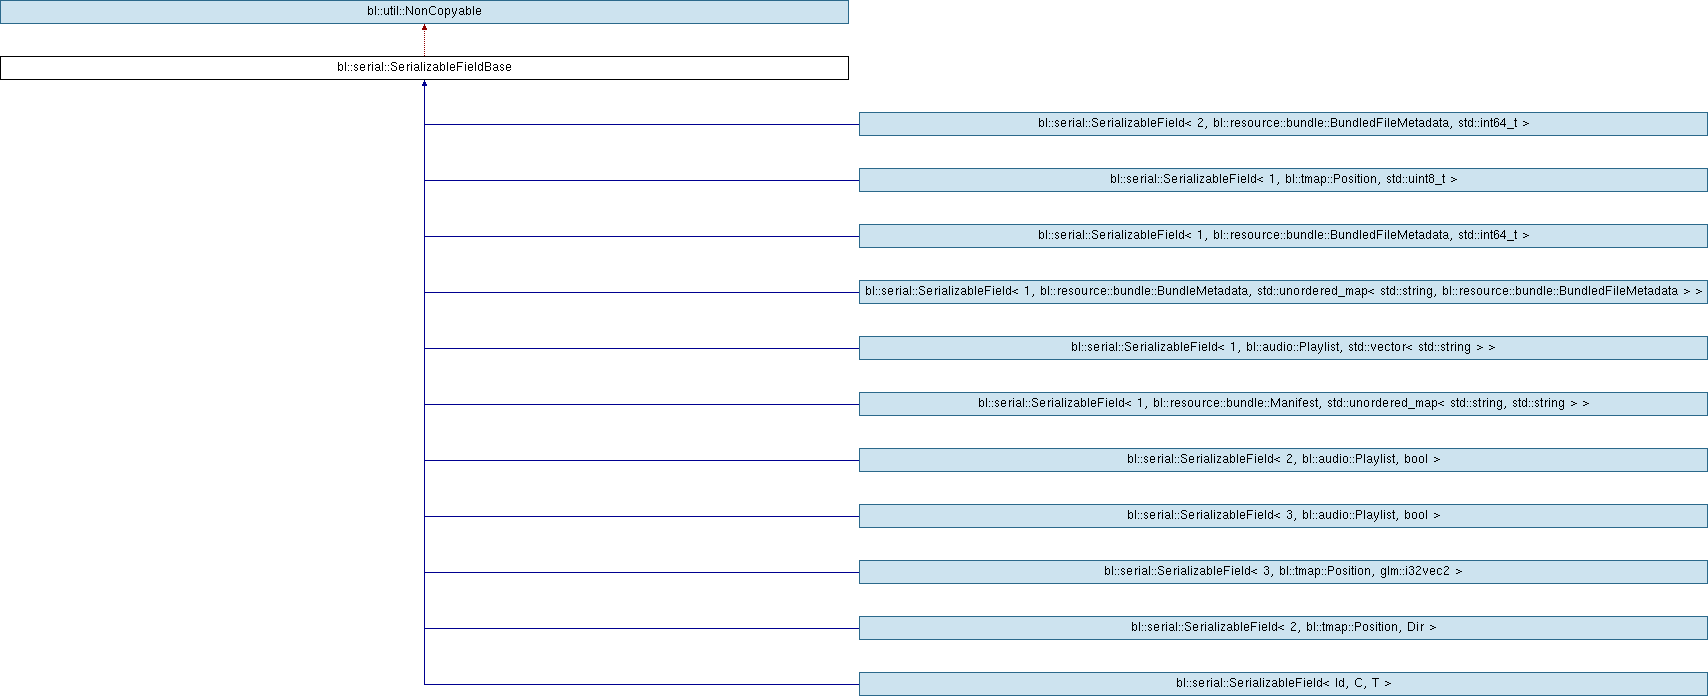 bl::util::NonCopyable
bl::serial::SerializableFieldBase
bl::serial::SerializableField< 2, bl::resource::bundle::BundledFileMetadata, std::int64_t >
bl::serial::SerializableField< 1, bl::tmap::Position, std::uint8_t >
bl::serial::SerializableField< 1, bl::resource::bundle::BundledFileMetadata, std::int64_t >
bl::serial::SerializableField< 1, bl::resource::bundle::BundleMetadata, std::unordered_map< std::string, bl::resource::bundle::BundledFileMetadata > >
bl::serial::SerializableField< 1, bl::audio::Playlist, std::vector< std::string > >
bl::serial::SerializableField< 1, bl::resource::bundle::Manifest, std::unordered_map< std::string, std::string > >
bl::serial::SerializableField< 2, bl::audio::Playlist, bool >
bl::serial::SerializableField< 3, bl::audio::Playlist, bool >
bl::serial::SerializableField< 3, bl::tmap::Position, glm::i32vec2 >
bl::serial::SerializableField< 2, bl::tmap::Position, Dir >
bl::serial::SerializableField< Id, C, T >